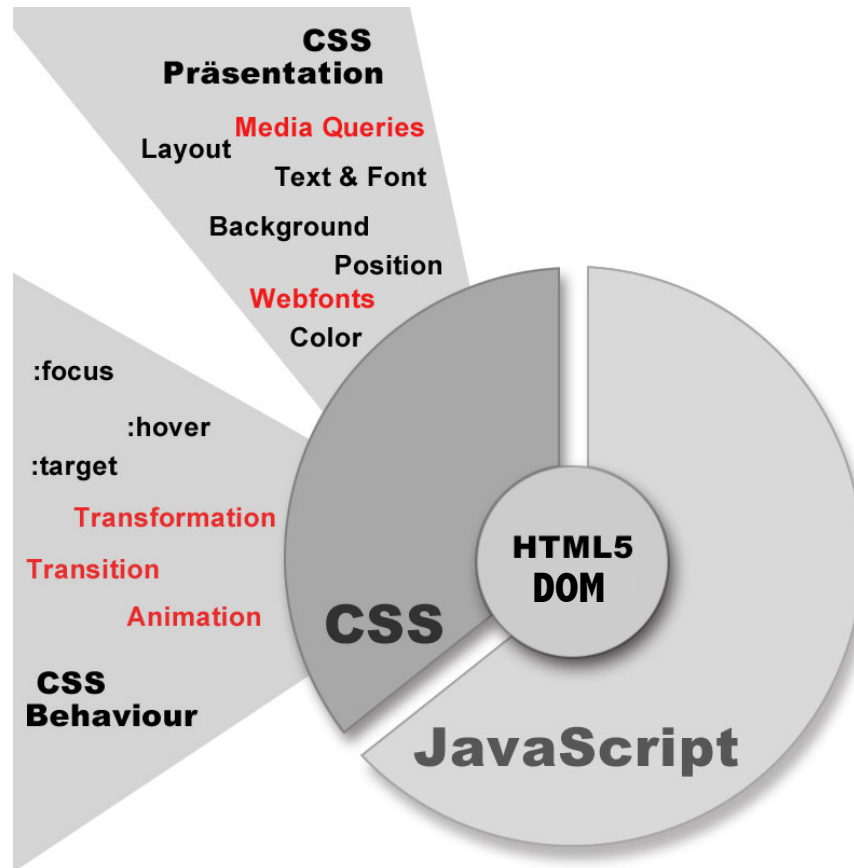 CSS
Präsentation
Media Queries
Layout
Text & Font
Background
Position
Webfonts
Color
:focus
:hover
:target
Transformation
Transition
Animation
CSS
Behaviour
CSS
HTML5
DOM
JavaScript